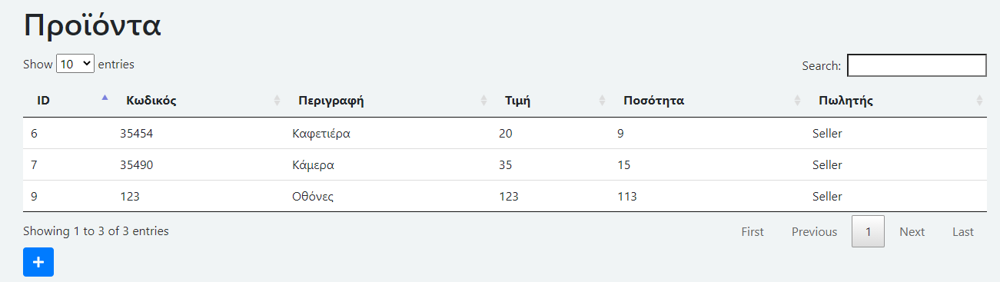 Προϊόντα
Show 10 entries Search:
ID Κωδικός Περιγραφή Τιμή Ποσότητα Πωλητής
6 35454 Καφετιέρα 20 9 Seller
7 35490 Κάμερα 35 15 Seller
9 123 Οθόνες 123 113 Seller
Showing 1 to 3 of 3 entries First Previous 1 Next Last
+